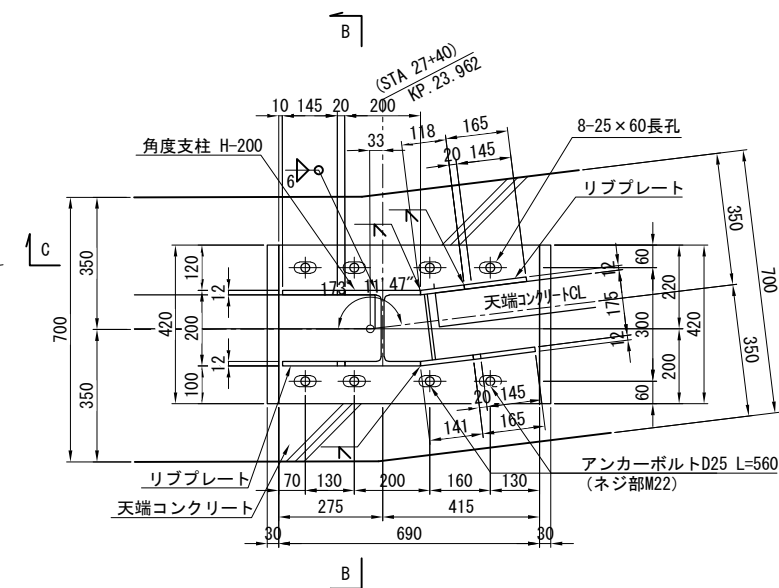 B
(STA 27+40)
KP.23.962
10 145 20 200
33
118
165
20 145
8-25×60長孔
角度支柱 H-200
リブプレート
6
C
350
350
700
420
120
200
100
12
12
173° 11′ 47″
天端コンクリートCL
12
175
12
60
300
60
220
200
420
350
350
700
20 145
141 165
アンカーボルトD25 L=560
(ネジ部M22)
リブプレート
天端コンクリート
70 130 200 160 130
275 415
30 690 30
B